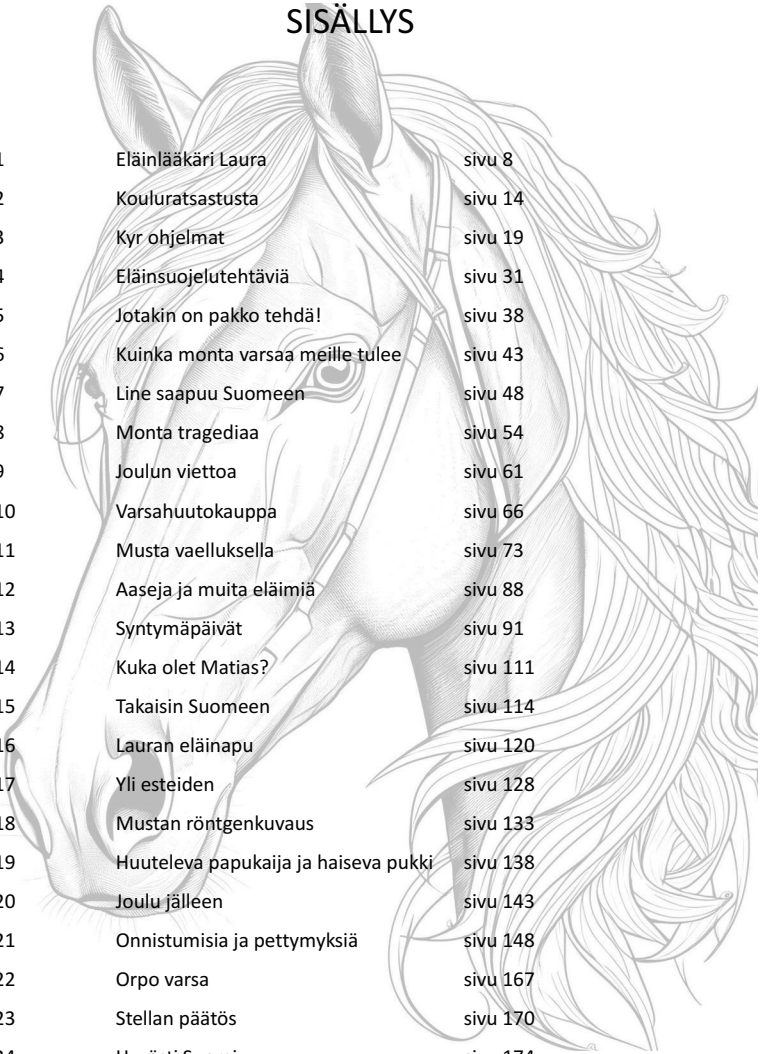 SISÄLLYS
1 Eläinlääkäri Laura sivu 8
2 Kouluratsastusta sivu 14
3 Kyr ohjelmat sivu 19
4 Eläinsuojelutehtäviä sivu 31
5 Jotakin on pakko tehdä! sivu 38
6 Kuinka monta varsaa meille tulee sivu 43
7 Line saapuu Suomeen sivu 48
8 Monta tragediaa sivu 54
9 Joulun viettoa sivu 61
10 Varsahuutokauppa sivu 66
11 Musta vaelluksella sivu 73
12 Aaseja ja muita eläimiä sivu 88
13 Syntymäpäivät sivu 91
14 Kuka olet Matias? sivu 111
15 Takaisin Suomeen sivu 114
16 Lauran eläinapu sivu 120
17 Yli esteiden sivu 128
18 Mustan röntgenkuvaus sivu 133
19 Huuteleva papukaija ja haiseva pukki sivu 138
20 Joulu jälleen sivu 143
21 Onnistumisia ja pettymyksiä sivu 148
22 Orpo varsa sivu 167
23 Stellan päätös sivu 170
24 sivu 174